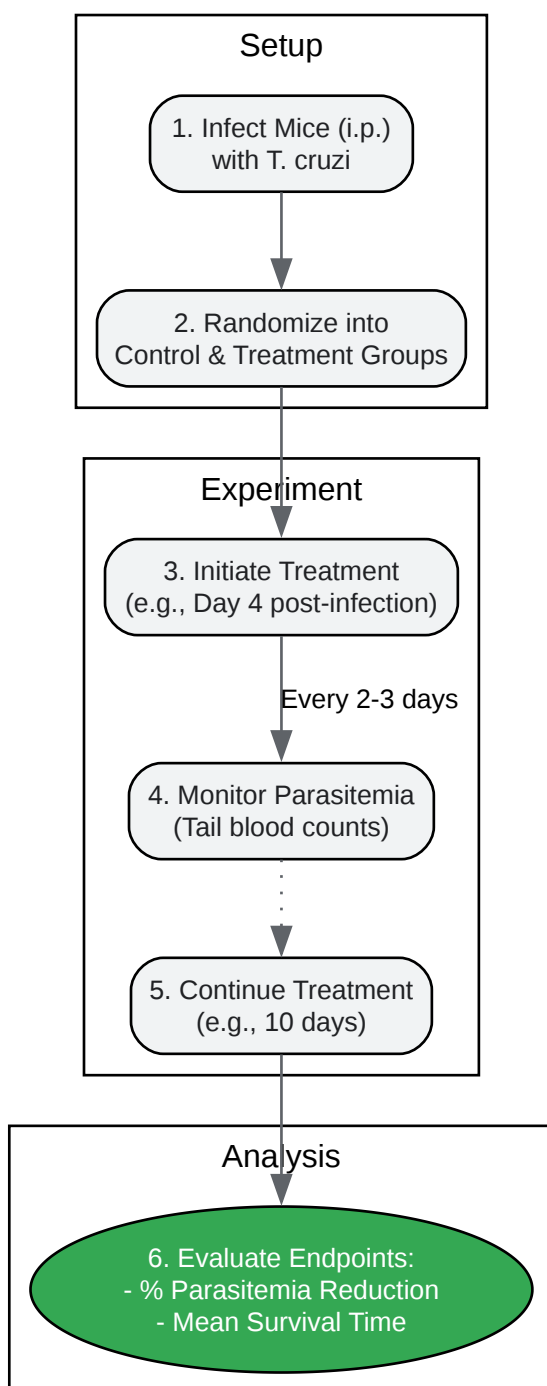 Setup
1. Infect Mice (i.p.)
with T. cruzi
2. Randomize into
Control & Treatment Groups
Experiment
3. Initiate Treatment
(e.g., Day 4 post-infection)
Every 2-3 days
4. Monitor Parasitemia
(Tail blood counts)
5. Continue Treatment
(e.g., 10 days)
Analysis
6. Evaluate Endpoints:
- % Parasitemia Reduction
- Mean Survival Time